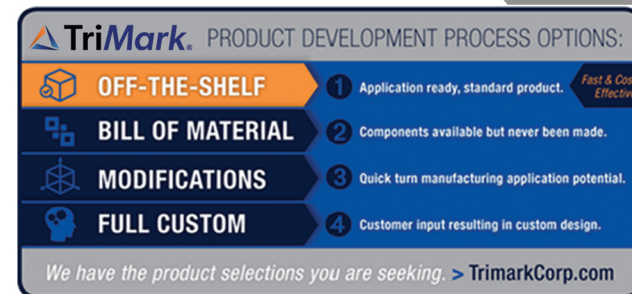 TriMark® PRODUCT DEVELOPMENT PROCESS OPTIONS:
OFF-THE-SHELF 1 Application ready, standard product. Fast &
Effective
BILL OF MATERIAL 2 Components available but never been made.
MODIFICATIONS 3 Quick turn manufacturing application potential.
FULL CUSTOM 4 Customer input resulting in custom design.
We have the product selections you are seeking. > TrimarkCorp.com